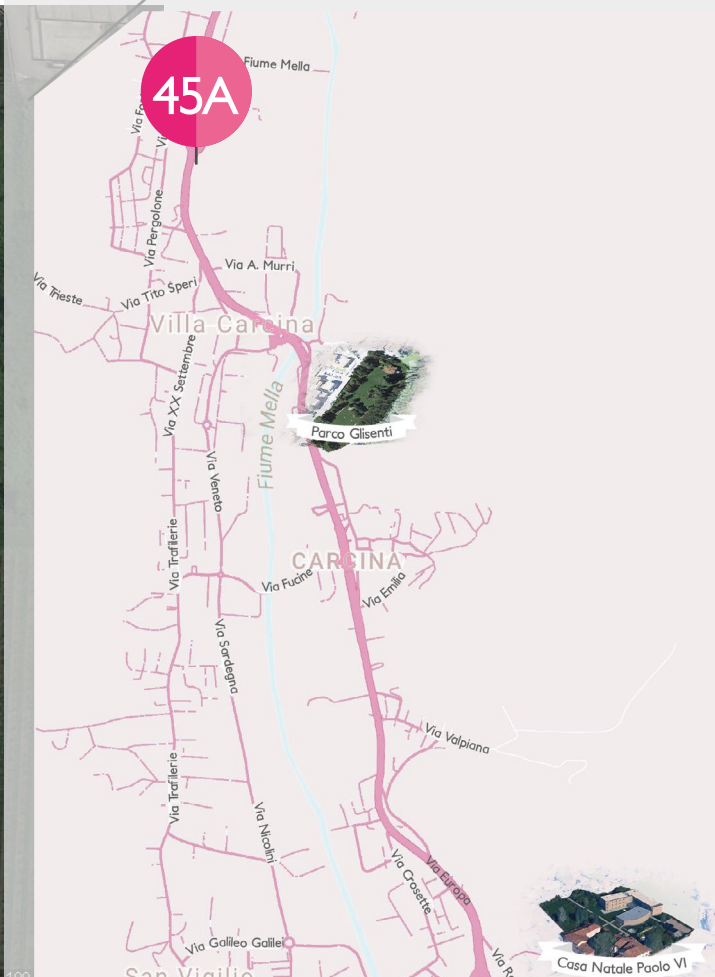 Fiume Mella
45A
Via Pergolone
Via A. Murri
Via Trieste
Via Tito Speri
Villa Carcina
Via XX Settembre
Fiume Mella
Parco Glisenti
Via Veneto
Via Trafilerie
CARCINA
Via Fucine
Via Emilia
Via Sardegna
Via Valpiana
Via Trafilerie
Via Nicolini
Via Crosette
Via Europa
Via Galileo Galilei
Casa Natale Paolo VI
San Vigilio